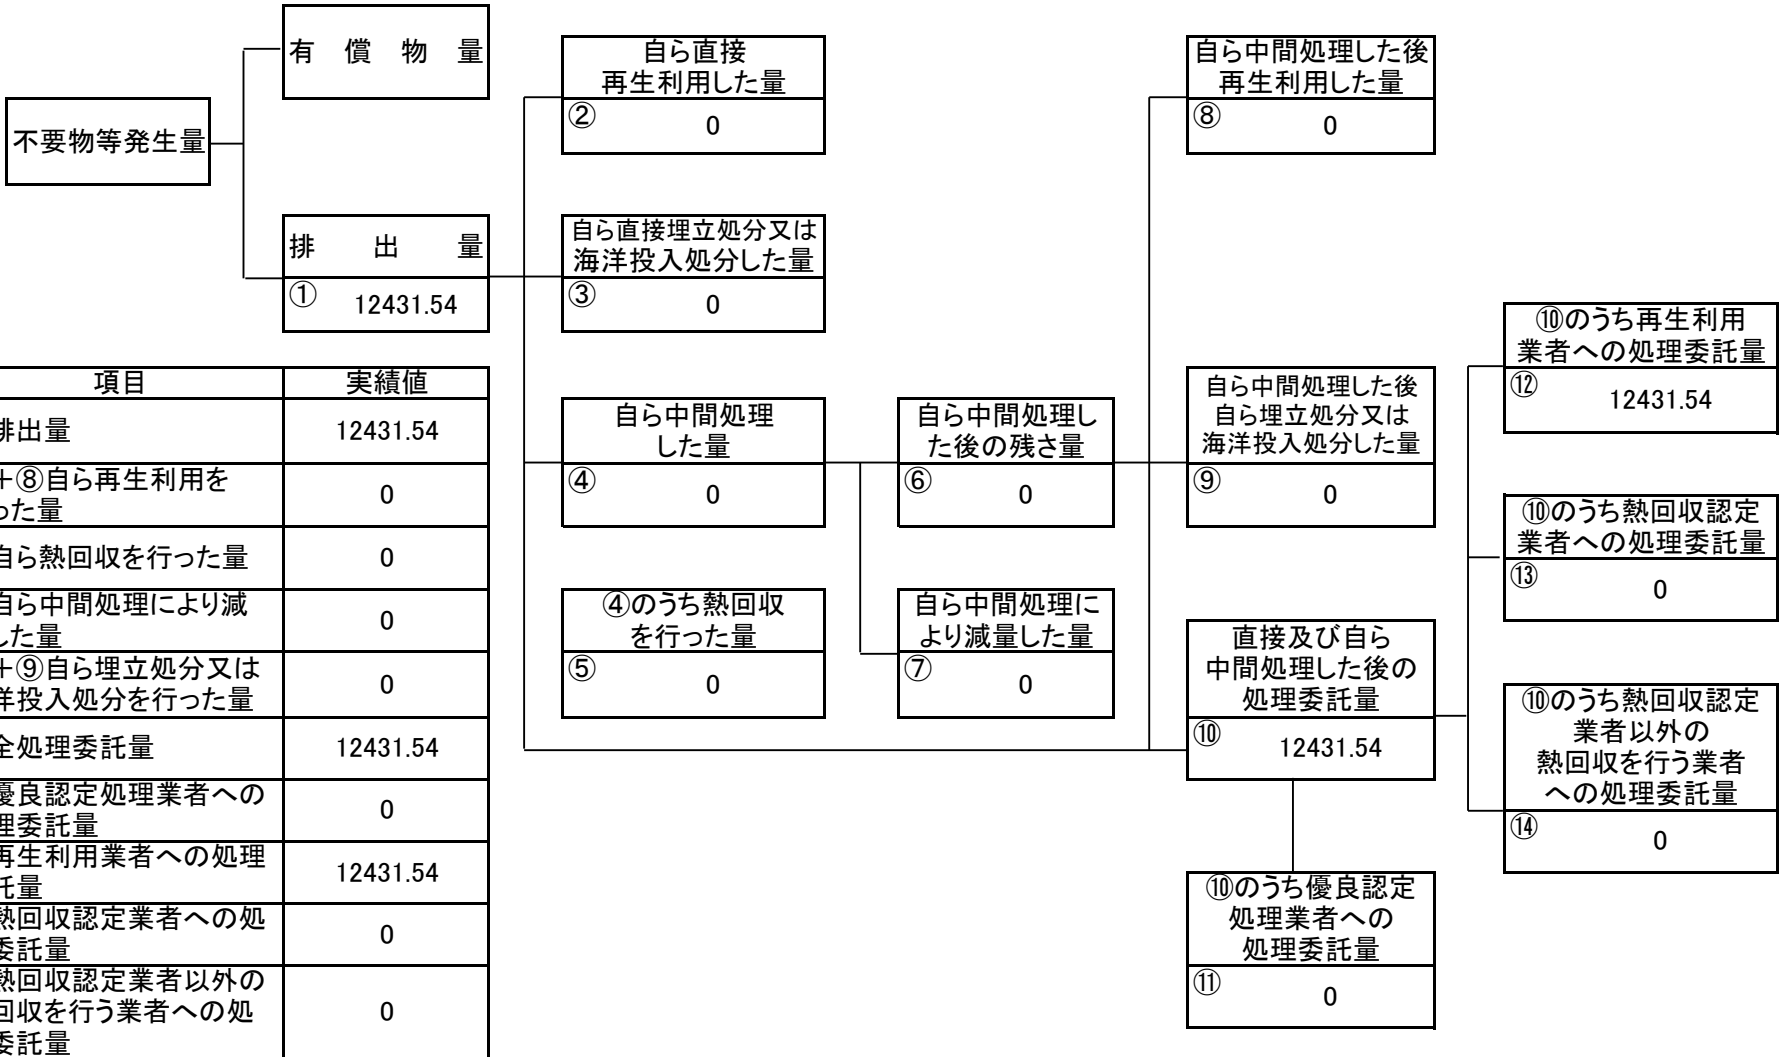 不要物等発生量
有 償 物 量
排 出 量
① 12431.54
自ら直接
再生利用した量
② 0
自ら直接埋立処分又は
海洋投入処分した量
③ 0
自ら中間処理
した量
④ 0
④のうち熱回収
を行った量
⑤ 0
自ら中間処理し
た後の残さ量
⑥ 0
自ら中間処理に
より減量した量
⑦ 0
自ら中間処理した後
再生利用した量
⑧ 0
自ら中間処理した後
自ら埋立処分又は
海洋投入処分した量
⑨ 0
直接及び自ら
中間処理した後の
処理委託量
⑩ 12431.54
⑩のうち優良認定
処理業者への
処理委託量
⑪ 0
⑩のうち再生利用
業者への処理委託量
⑫ 12431.54
⑩のうち熱回収認定
業者への処理委託量
⑬ 0
⑩のうち熱回収認定
業者以外の
熱回収を行う業者
への処理委託量
⑭ 0
項目 実績値
排出量 12431.54
+⑧自ら再生利用を
った量 0
自ら熱回収を行った量 0
自ら中間処理により減
した量 0
+⑨自ら埋立処分又は
洋投入処分を行った量 0
全処理委託量 12431.54
優良認定処理業者への
理委託量 0
再生利用業者への処理
託量 12431.54
熱回収認定業者への処
委託量 0
熱回収認定業者以外の
回収を行う業者への処
委託量 0